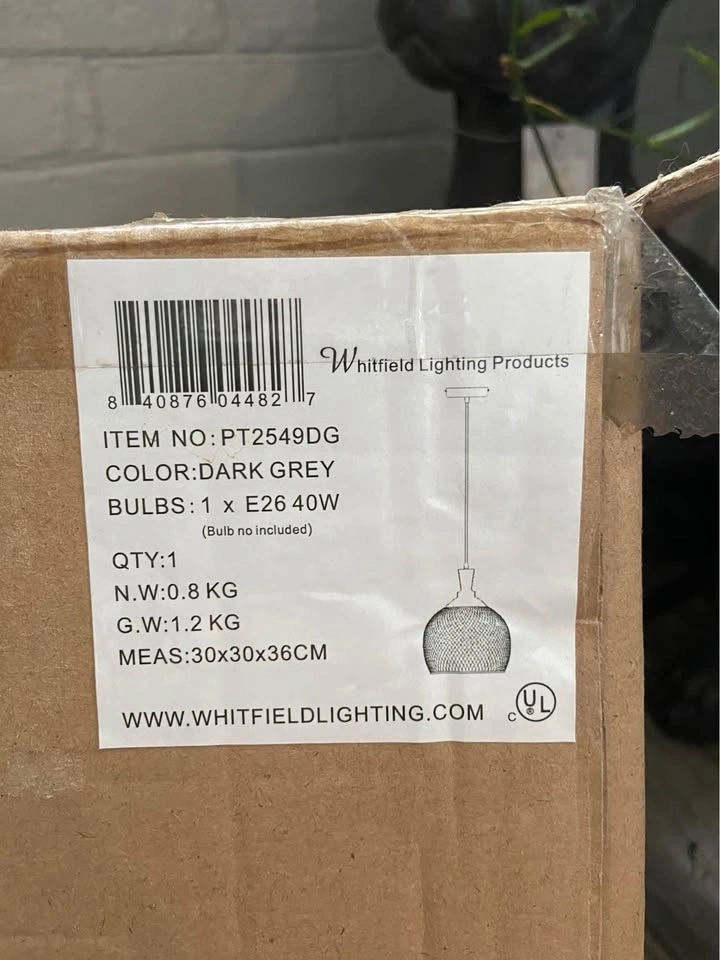 8 40876 04482 7
Whitfield Lighting Products
ITEM NO: PT2549DG
COLOR:DARK GREY
BULBS: 1 x E26 40W
(Bulb no included)
QTY:1
N.W:0.8 KG
G.W:1.2 KG
MEAS:30x30x36CM
WWW.WHITFIELDLIGHTING.COM
C UL ®